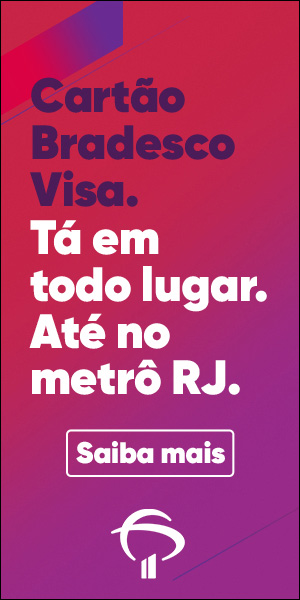 Cartão
Bradesco
Visa.
Tá em
todo lugar.
Até no
metrô RJ.
Saiba mais